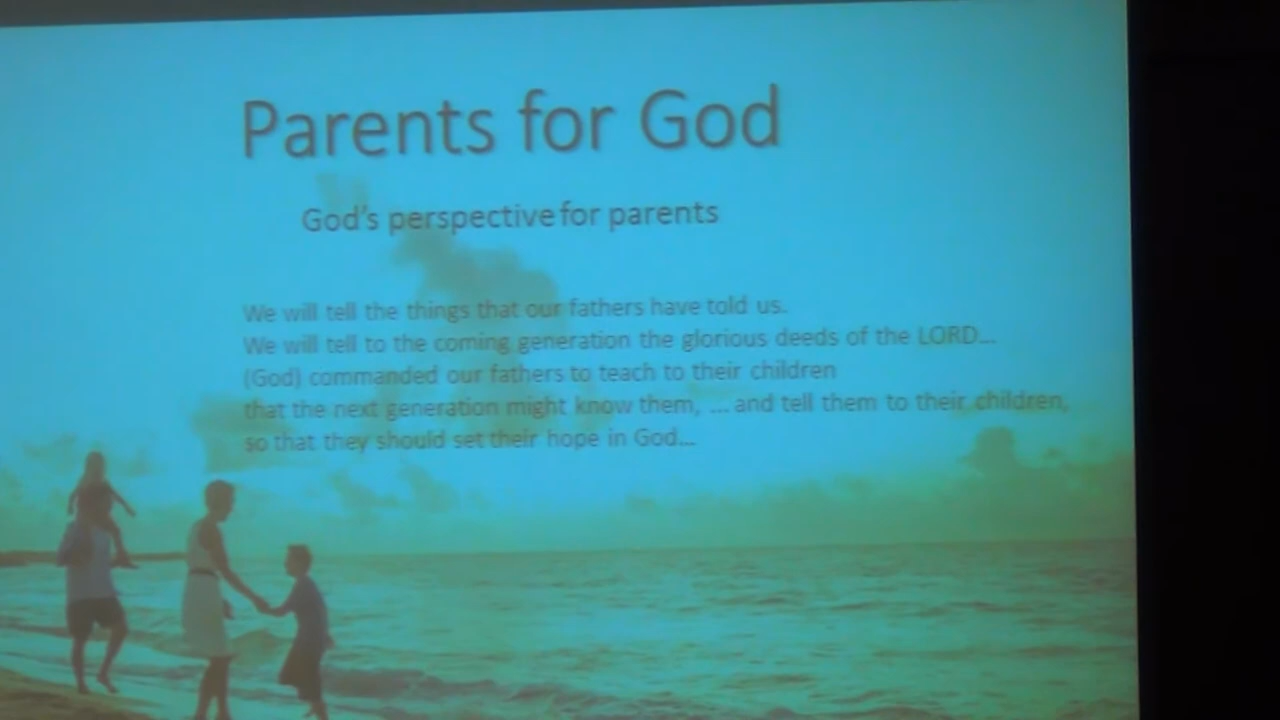 Parents for God
God's perspective for parents
We will tell the things that our fathers have told us.
We will tell to the coming generation the glorious deeds of the LORD...
(God) commanded our fathers to teach to their children
that the next generation might know them, ... and tell them to their children,
so that they should set their hope in God...